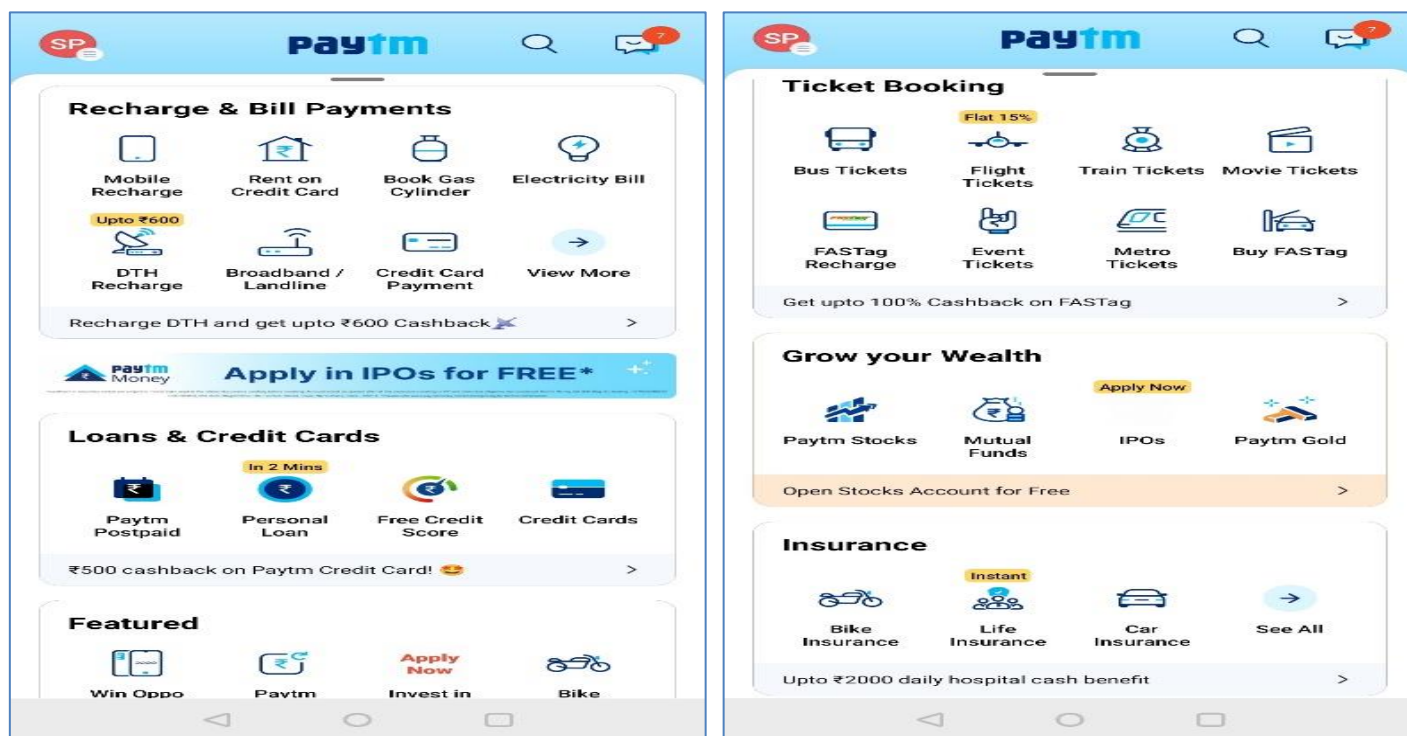 SP
paytm
7
Recharge & Bill Payments
Mobile
Recharge
Rent on
Credit Card
Book Gas
Cylinder
Electricity Bill
Upto ₹600
DTH
Recharge
Broadband /
Landline
Credit Card
Payment
View More
Recharge DTH and get upto ₹600 Cashback >
paytm
Money
Apply in IPOs for FREE*
Loans & Credit Cards
In 2 Mins
Paytm
Postpaid
Personal
Loan
Free Credit
Score
Credit Cards
₹500 cashback on Paytm Credit Card! 🤩 >
Featured
Win Oppo
Paytm
Apply
Now
Invest in
Bike
SP
paytm
7
Ticket Booking
Bus Tickets
Flat 15%
Flight
Tickets
Train Tickets
Movie Tickets
FASTag
Recharge
Event
Tickets
Metro
Tickets
Buy FASTag
Get upto 100% Cashback on FASTag >
Grow your Wealth
Paytm Stocks
Mutual
Funds
Apply Now
IPOs
Paytm Gold
Open Stocks Account for Free >
Insurance
Bike
Insurance
Instant
Life
Insurance
Car
Insurance
See All
Upto ₹2000 daily hospital cash benefit >